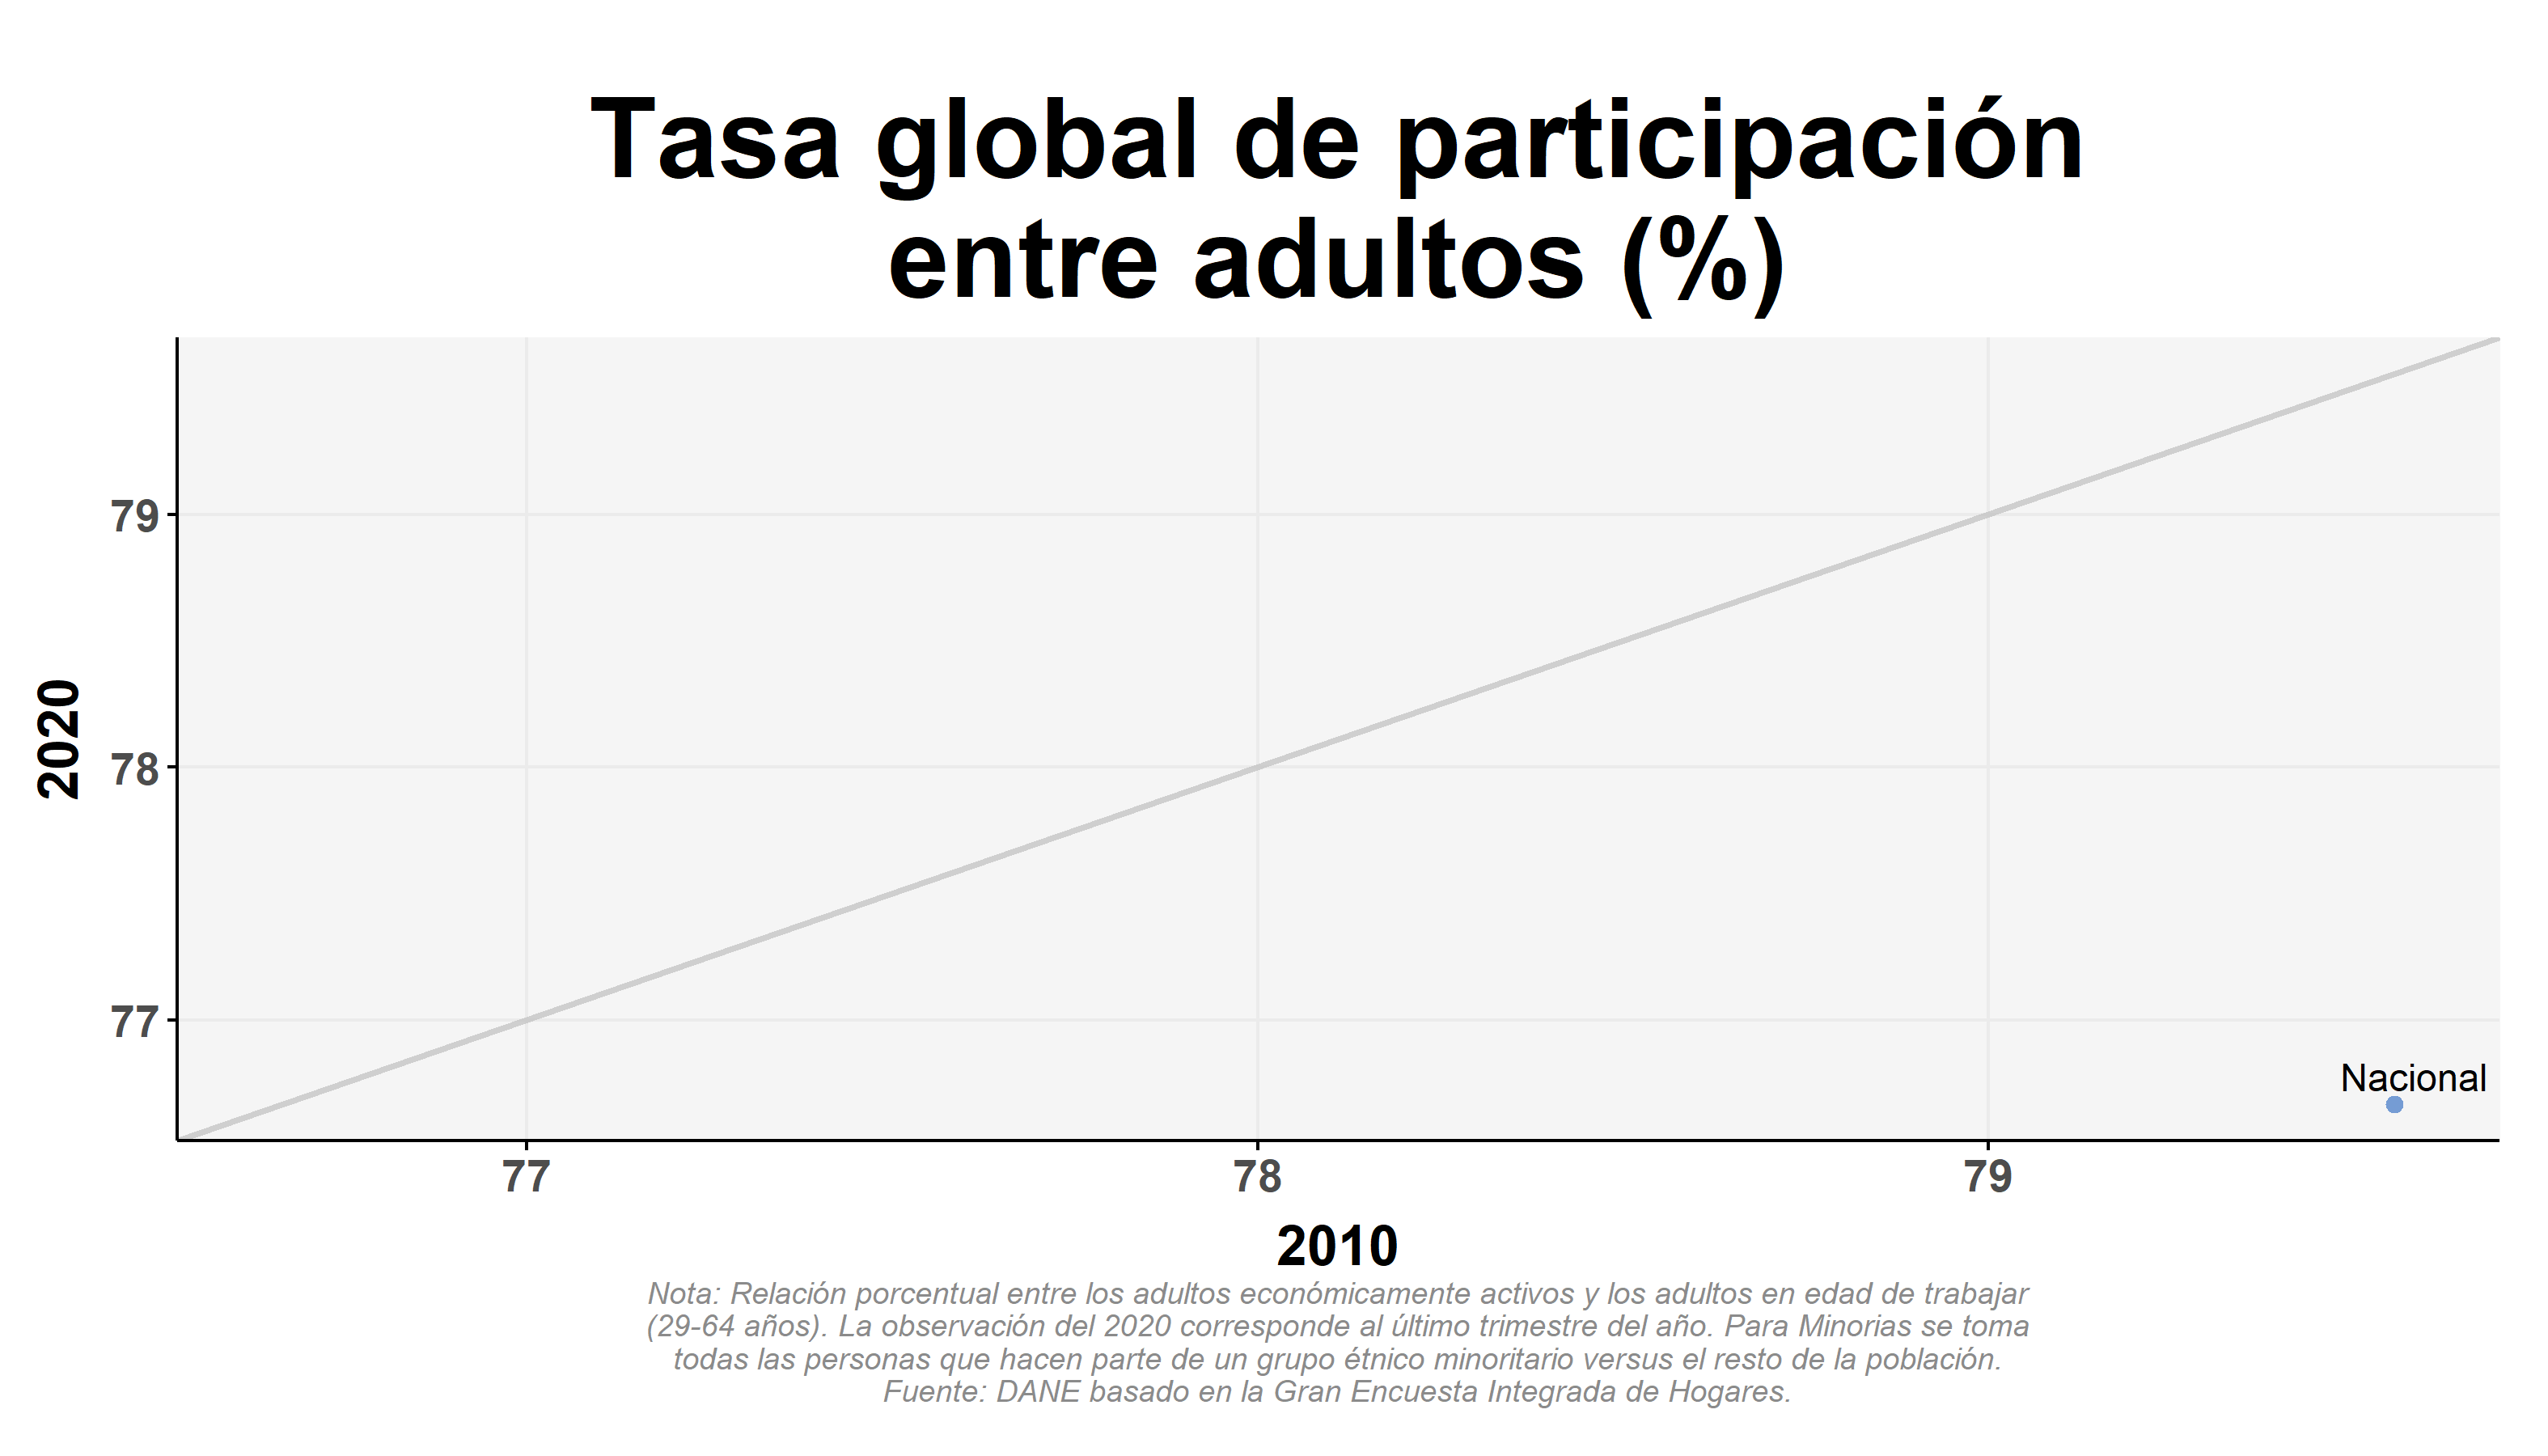 Tasa global de participación
entre adultos (%)
79
78
77
2020
Nacional
77 78 79
2010
Nota: Relación porcentual entre los adultos económicamente activos y los adultos en edad de trabajar
(29-64 años). La observación del 2020 corresponde al último trimestre del año. Para Minorias se toma
todas las personas que hacen parte de un grupo étnico minoritario versus el resto de la población.
Fuente: DANE basado en la Gran Encuesta Integrada de Hogares.